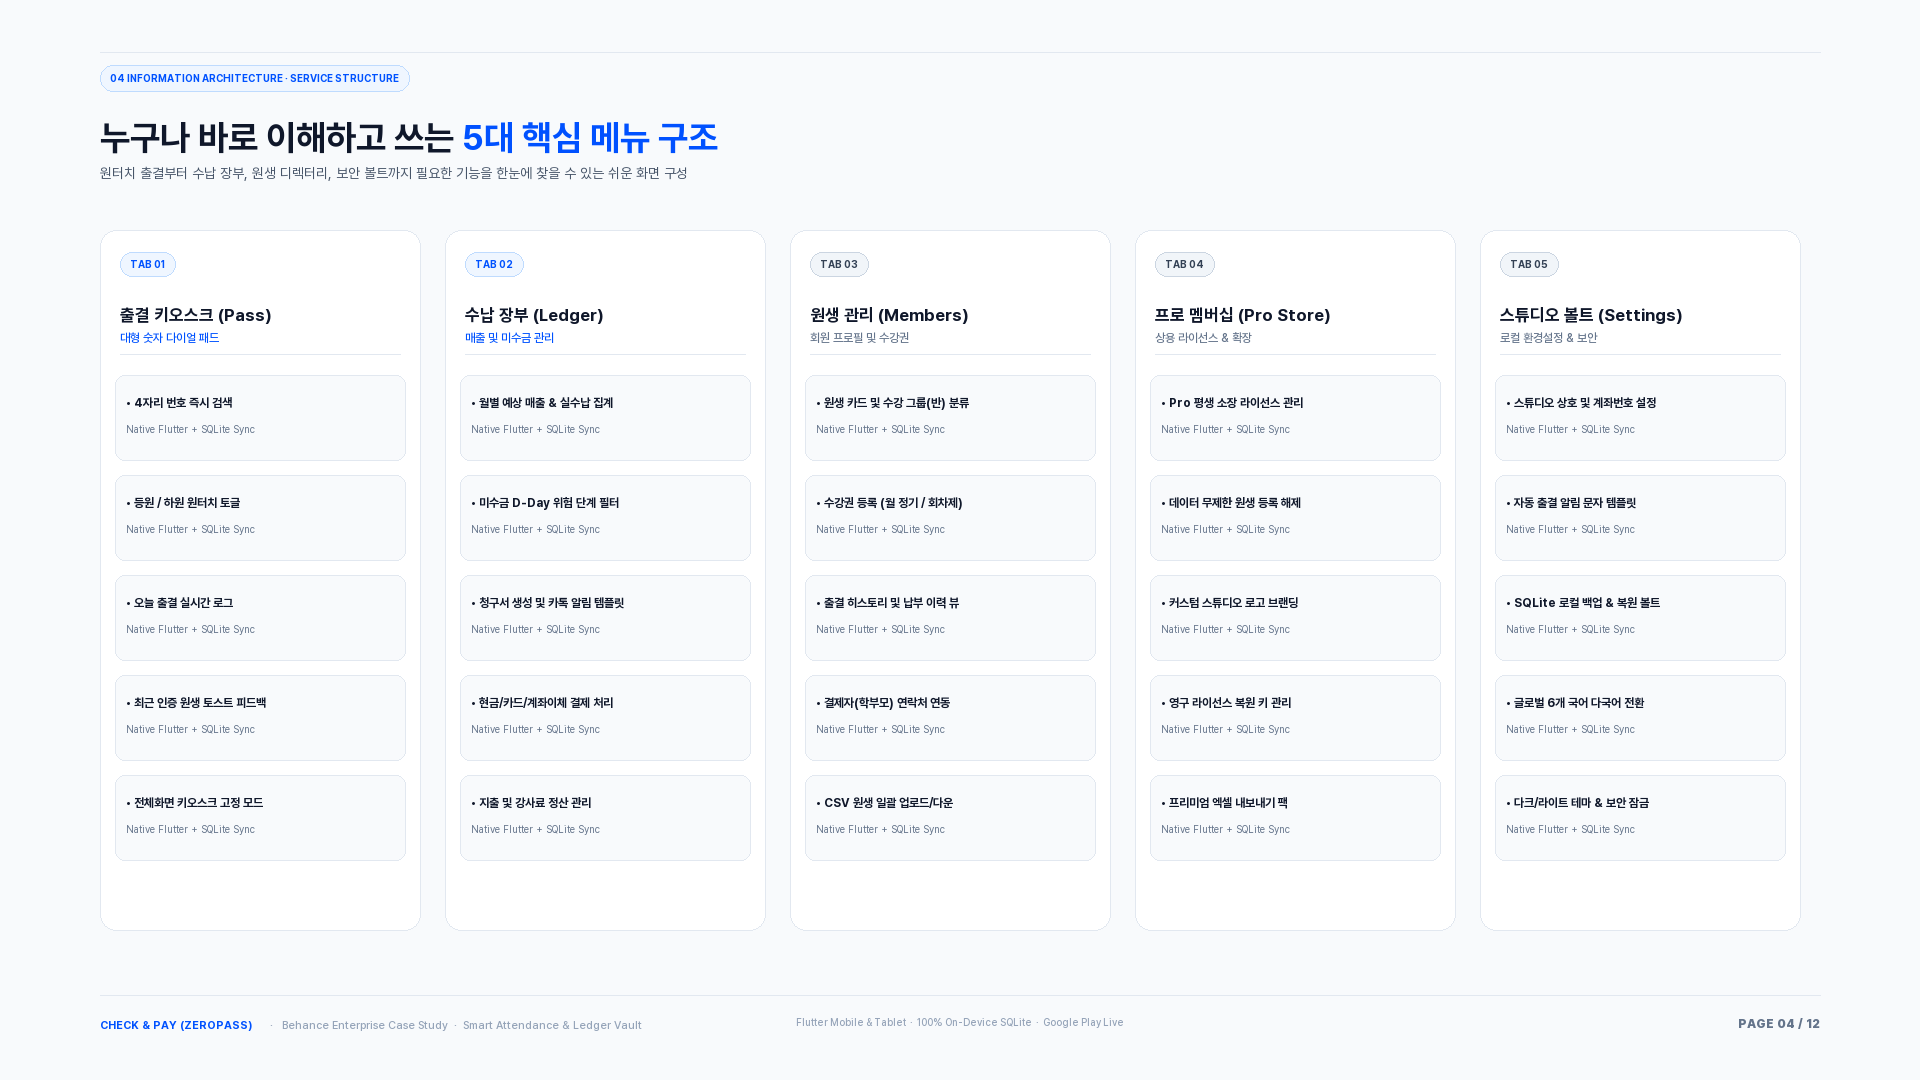 04 INFORMATION ARCHITECTURE · SERVICE STRUCTURE
누구나 바로 이해하고 쓰는 5대 핵심 메뉴 구조
원터치 출결부터 수납 장부, 원생 디렉터리, 보안 볼트까지 필요한 기능을 한눈에 찾을 수 있는 쉬운 화면 구성
TAB 01
출결 키오스크 (Pass)
대형 숫자 다이얼 패드
• 4자리 번호 즉시 검색
Native Flutter + SQLite Sync
• 등원 / 하원 원터치 토글
Native Flutter + SQLite Sync
• 오늘 출결 실시간 로그
Native Flutter + SQLite Sync
• 최근 인증 원생 토스트 피드백
Native Flutter + SQLite Sync
• 전체화면 키오스크 고정 모드
Native Flutter + SQLite Sync
TAB 02
수납 장부 (Ledger)
매출 및 미수금 관리
• 월별 예상 매출 & 실수납 집계
Native Flutter + SQLite Sync
• 미수금 D-Day 위험 단계 필터
Native Flutter + SQLite Sync
• 청구서 생성 및 카톡 알림 템플릿
Native Flutter + SQLite Sync
• 현금/카드/계좌이체 결제 처리
Native Flutter + SQLite Sync
• 지출 및 강사료 정산 관리
Native Flutter + SQLite Sync
TAB 03
원생 관리 (Members)
회원 프로필 및 수강권
• 원생 카드 및 수강 그룹(반) 분류
Native Flutter + SQLite Sync
• 수강권 등록 (월 정기 / 회차제)
Native Flutter + SQLite Sync
• 출결 히스토리 및 납부 이력 뷰
Native Flutter + SQLite Sync
• 결제자(학부모) 연락처 연동
Native Flutter + SQLite Sync
• CSV 원생 일괄 업로드/다운
Native Flutter + SQLite Sync
TAB 04
프로 멤버십 (Pro Store)
상용 라이선스 & 확장
• Pro 평생 소장 라이선스 관리
Native Flutter + SQLite Sync
• 데이터 무제한 원생 등록 해제
Native Flutter + SQLite Sync
• 커스텀 스튜디오 로고 브랜딩
Native Flutter + SQLite Sync
• 영구 라이선스 복원 키 관리
Native Flutter + SQLite Sync
• 프리미엄 엑셀 내보내기 팩
Native Flutter + SQLite Sync
TAB 05
스튜디오 볼트 (Settings)
로컬 환경설정 & 보안
• 스튜디오 상호 및 계좌번호 설정
Native Flutter + SQLite Sync
• 자동 출결 알림 문자 템플릿
Native Flutter + SQLite Sync
• SQLite 로컬 백업 & 복원 볼트
Native Flutter + SQLite Sync
• 글로벌 6개 국어 다국어 전환
Native Flutter + SQLite Sync
• 다크/라이트 테마 & 보안 잠금
Native Flutter + SQLite Sync
CHECK & PAY (ZEROPASS) · Behance Enterprise Case Study · Smart Attendance & Ledger Vault
Flutter Mobile & Tablet · 100% On-Device SQLite · Google Play Live
PAGE 04 / 12